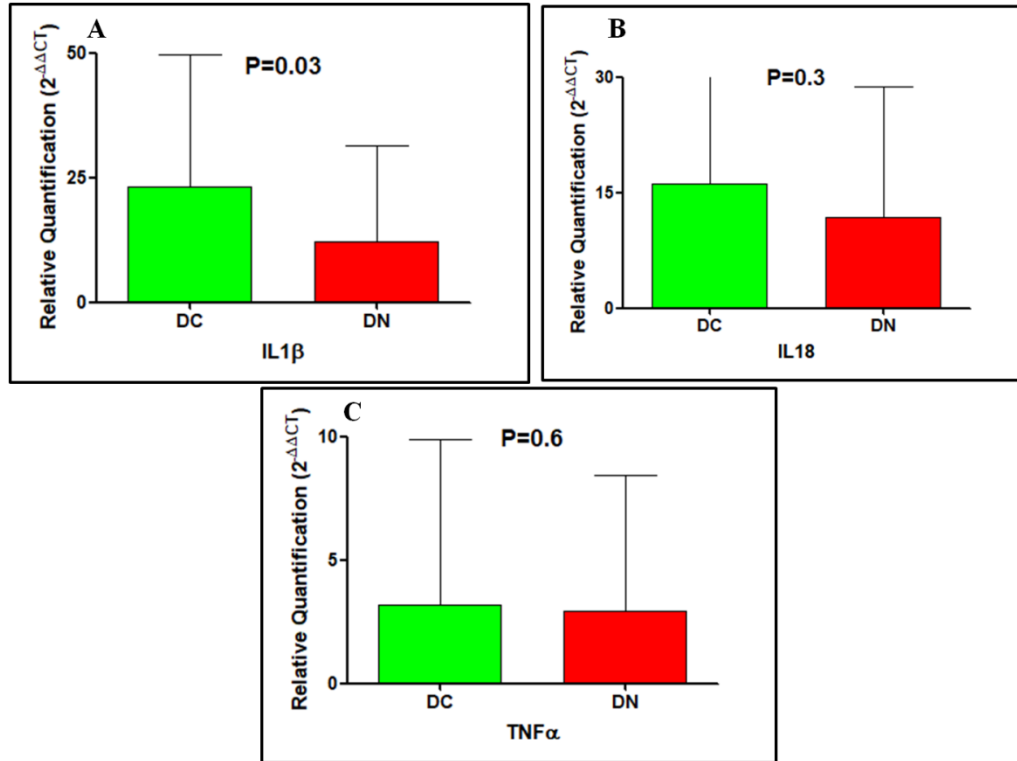 A
P=0.03
Relative Quantification (2^-ΔΔCT)
50
25
0
DC DN
IL1β
B
P=0.3
Relative Quantification (2^-ΔΔCT)
30
15
0
DC DN
IL18
C
P=0.6
Relative Quantification (2^-ΔΔCT)
10
5
0
DC DN
TNFα